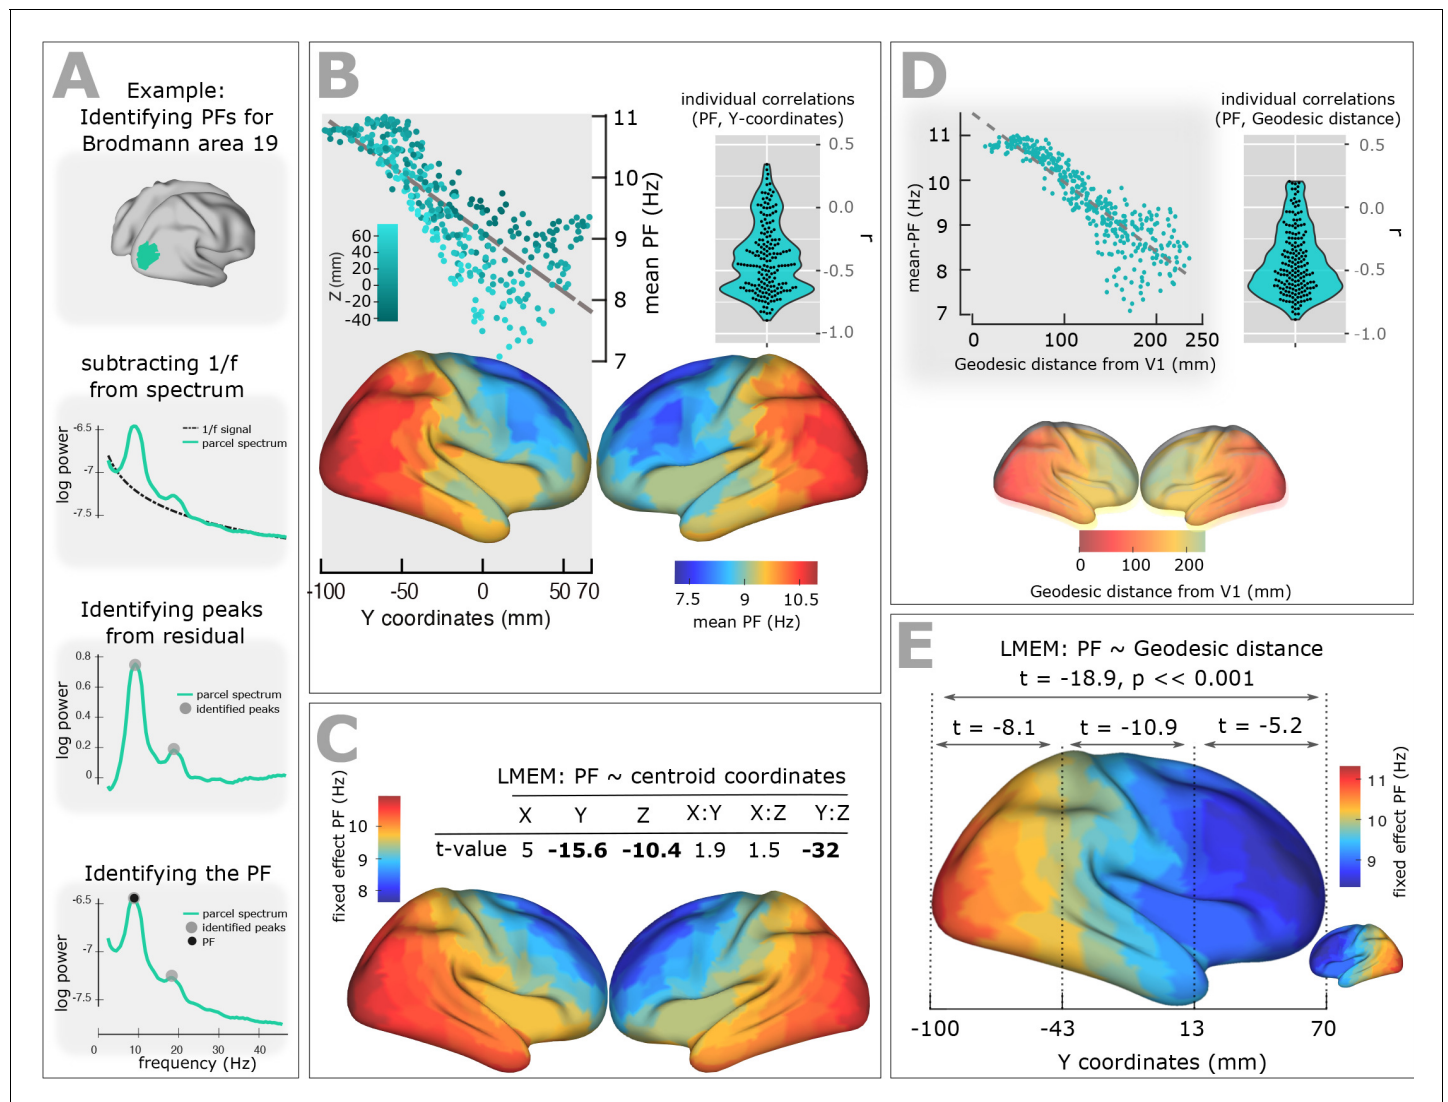 A
Example:
Identifying PFs for
Brodmann area 19
subtracting 1/f
from spectrum
log power
-6.5
-7
-7.5
1/f signal
parcel spectrum
Identifying peaks
from residual
log power
0.8
0.6
0.4
0.2
0
parcel spectrum
identified peaks
Identifying the PF
log power
-6.5
-7
-7.5
parcel spectrum
identified peaks
PF
0 10 20 30 40
frequency (Hz)
B
Z (mm)
60
40
20
0
-20
-40
11
10
9
8
7
mean PF (Hz)
individual correlations
(PF, Y-coordinates)
0.5
0.0
-0.5
-1.0
r
-100 -50 0 50 70
Y coordinates (mm)
7.5 9 10.5
mean PF (Hz)
C
fixed effect PF (Hz)
10
9
8
LMEM: PF ~ centroid coordinates
X Y Z X:Y X:Z Y:Z
t-value 5 -15.6 -10.4 1.9 1.5 -32
D
mean-PF (Hz)
11
10
9
8
7
0 100 200 250
Geodesic distance from V1 (mm)
individual correlations
(PF, Geodesic distance)
0.5
0.0
-0.5
-1.0
r
0 100 200
Geodesic distance from V1 (mm)
E
LMEM: PF ~ Geodesic distance
t = -18.9, p << 0.001
t = -8.1 t = -10.9 t = -5.2
fixed effect PF (Hz)
11
10
9
-100 -43 13 70
Y coordinates (mm)